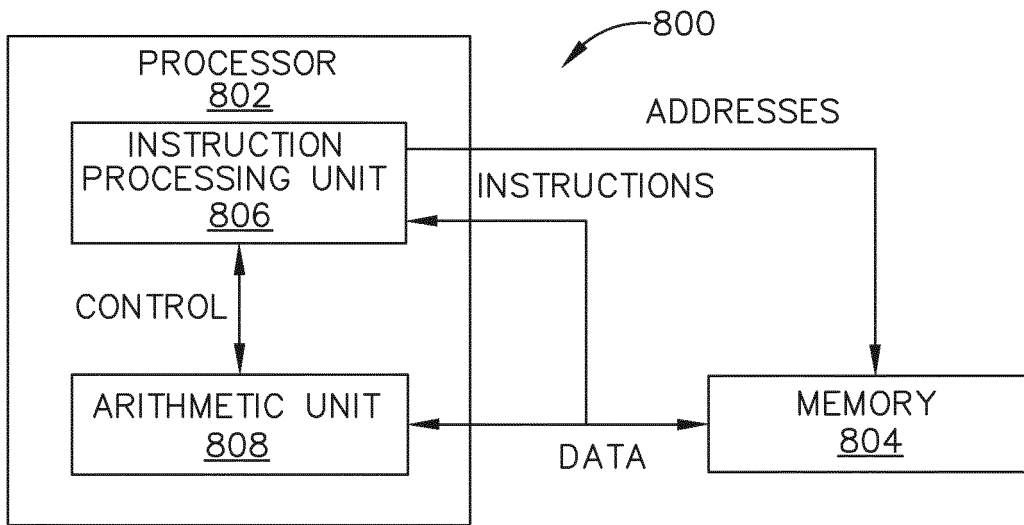 800
PROCESSOR
802
ADDRESSES
INSTRUCTION
PROCESSING UNIT
806
INSTRUCTIONS
CONTROL
ARITHMETIC UNIT
808
DATA
MEMORY
804